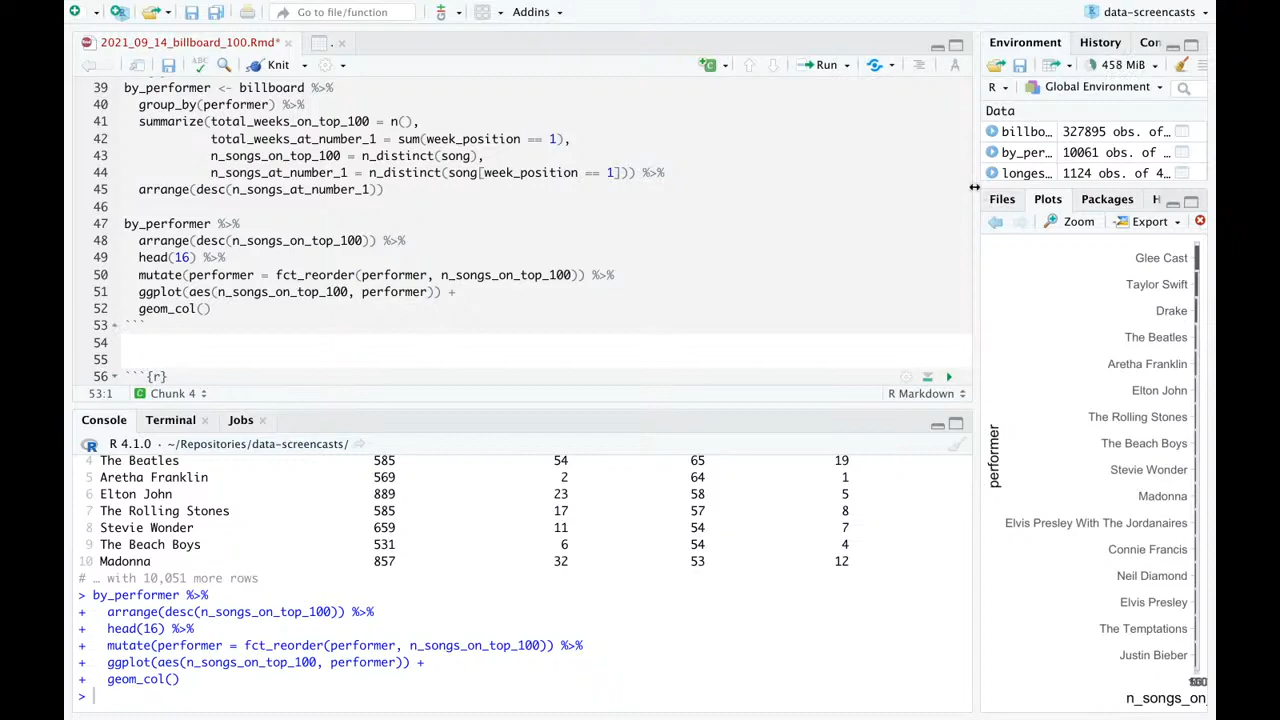 Go to file/function
Addins
data-screencasts
2021_09_14_billboard_100.Rmd*
.
ABC
Knit
Run
39 by_performer <- billboard %>%
40 group_by(performer) %>%
41 summarize(total_weeks_on_top_100 = n(),
42 total_weeks_at_number_1 = sum(week_position == 1),
43 n_songs_on_top_100 = n_distinct(song),
44 n_songs_at_number_1 = n_distinct(song[week_position == 1])) %>%
45 arrange(desc(n_songs_at_number_1))
46
47 by_performer %>%
48 arrange(desc(n_songs_on_top_100)) %>%
49 head(16) %>%
50 mutate(performer = fct_reorder(performer, n_songs_on_top_100)) %>%
51 ggplot(aes(n_songs_on_top_100, performer)) +
52 geom_col()
53 ```
54
55
56 ```{r}
53:1 Chunk 4 R Markdown
Console Terminal Jobs
R 4.1.0 · ~/Repositories/data-screencasts/
4 The Beatles 585 54 65 19
5 Aretha Franklin 569 2 64 1
6 Elton John 889 23 58 5
7 The Rolling Stones 585 17 57 8
8 Stevie Wonder 659 11 54 7
9 The Beach Boys 531 6 54 4
10 Madonna 857 32 53 12
# … with 10,051 more rows
> by_performer %>%
+ arrange(desc(n_songs_on_top_100)) %>%
+ head(16) %>%
+ mutate(performer = fct_reorder(performer, n_songs_on_top_100)) %>%
+ ggplot(aes(n_songs_on_top_100, performer)) +
+ geom_col()
>
Environment History Con
458 MiB
R Global Environment
Data
billbo… 327895 obs. of…
by_per… 10061 obs. of …
longes… 1124 obs. of 4…
Files Plots Packages H
Zoom Export
performer
Glee Cast
Taylor Swift
Drake
The Beatles
Aretha Franklin
Elton John
The Rolling Stones
The Beach Boys
Stevie Wonder
Madonna
Elvis Presley With The Jordanaires
Connie Francis
Neil Diamond
Elvis Presley
The Temptations
Justin Bieber
n_songs_on_